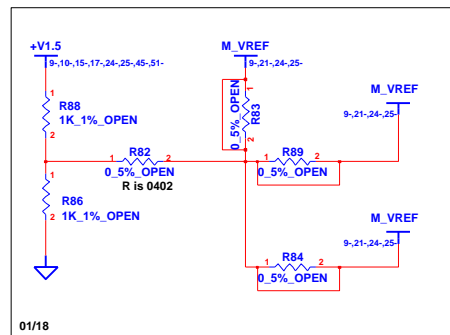 +V1.5
9-,10-,15-,17-,24-,25-,45-,51-
M_VREF
9-,21-,24-,25-
1
R88
1K_1%_OPEN
2
1
0_5%_OPEN
R83
2
M_VREF
9-,21-,24-,25-
R82
1 2
0_5%_OPEN
R is 0402
R89
1 2
0_5%_OPEN
1
R86
1K_1%_OPEN
2
M_VREF
9-,21-,24-,25-
R84
1 2
0_5%_OPEN
01/18